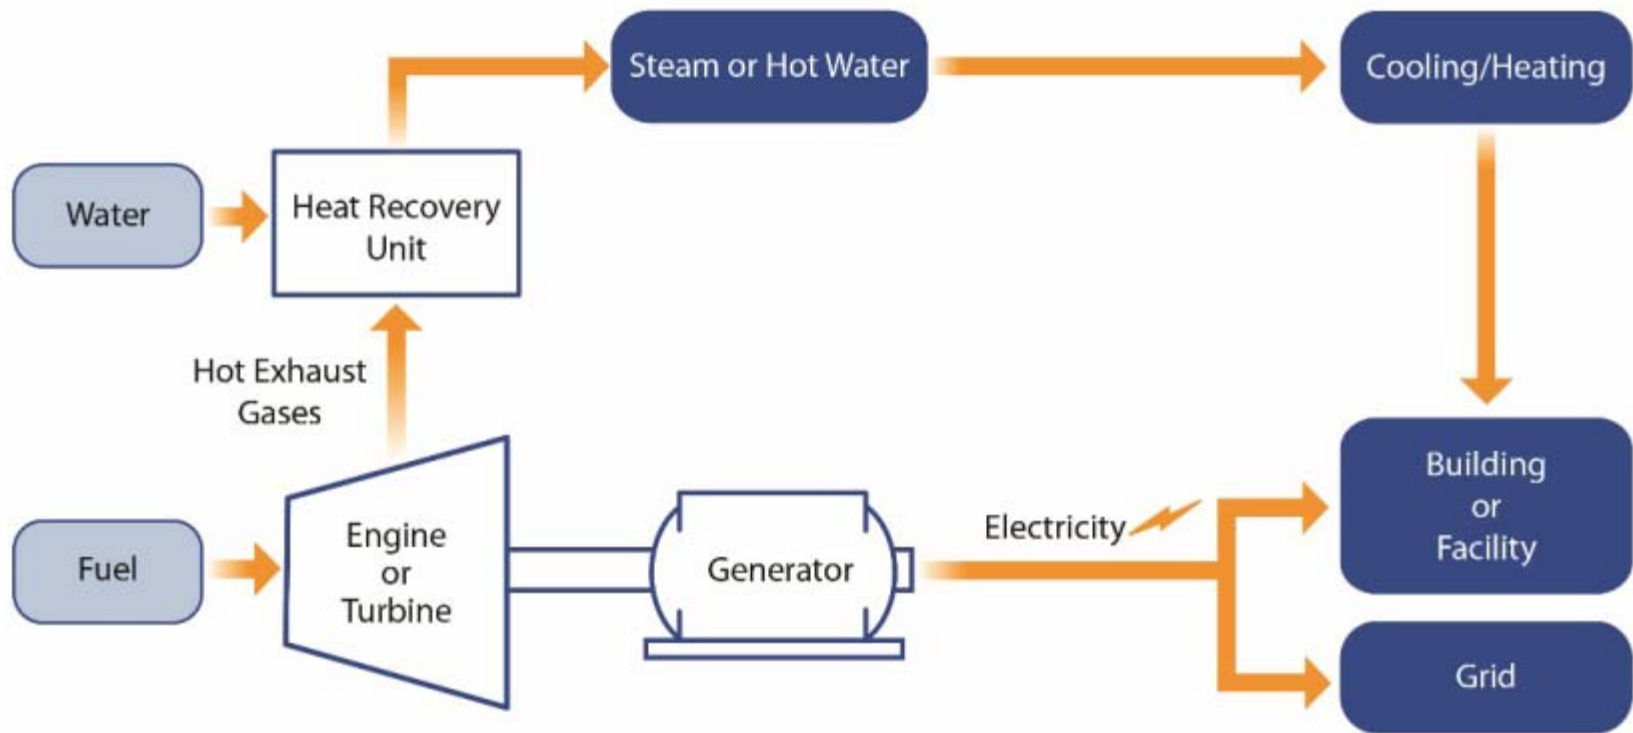 Steam or Hot Water
Cooling/Heating
Water
Heat Recovery
Unit
Hot Exhaust
Gases
Fuel
Engine
or
Turbine
Generator
Electricity
Building
or
Facility
Grid